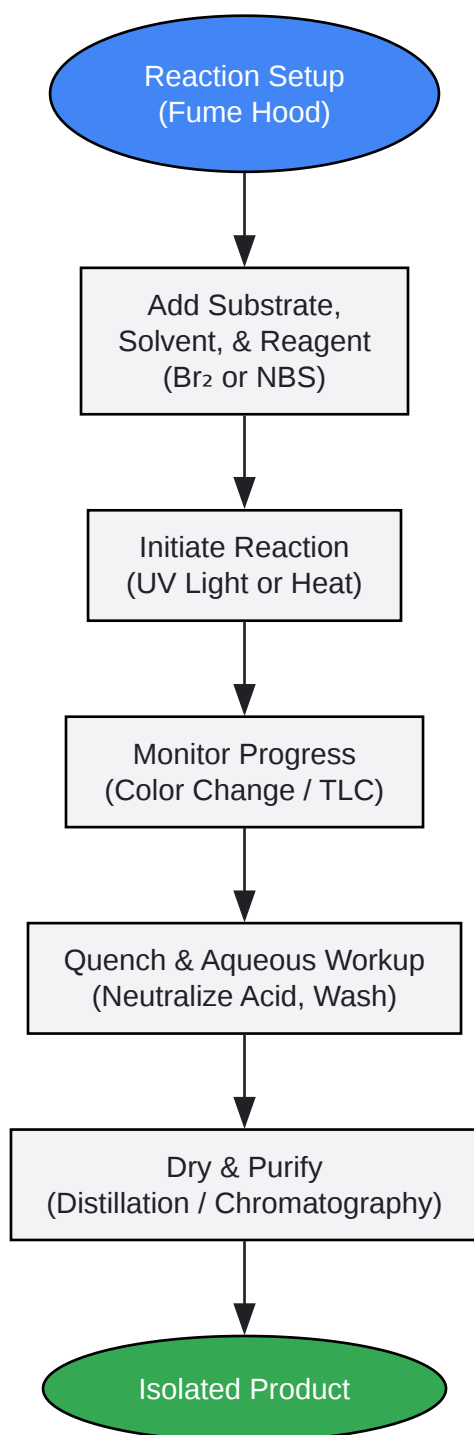 Reaction Setup
(Fume Hood)
Add Substrate,
Solvent, & Reagent
(Br₂ or NBS)
Initiate Reaction
(UV Light or Heat)
Monitor Progress
(Color Change / TLC)
Quench & Aqueous Workup
(Neutralize Acid, Wash)
Dry & Purify
(Distillation / Chromatography)
Isolated Product